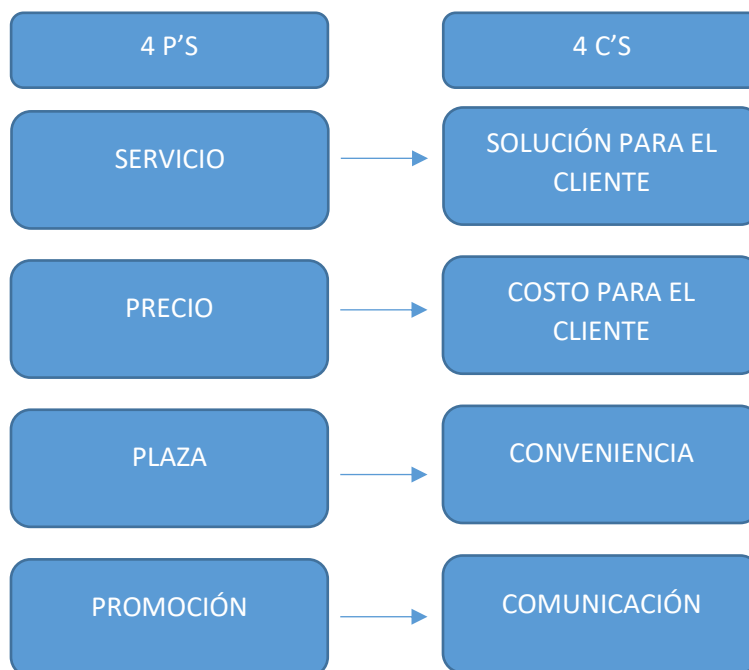 4 P’S
4 C’S
SERVICIO
SOLUCIÓN PARA EL
CLIENTE
PRECIO
COSTO PARA EL
CLIENTE
PLAZA
CONVENIENCIA
PROMOCIÓN
COMUNICACIÓN